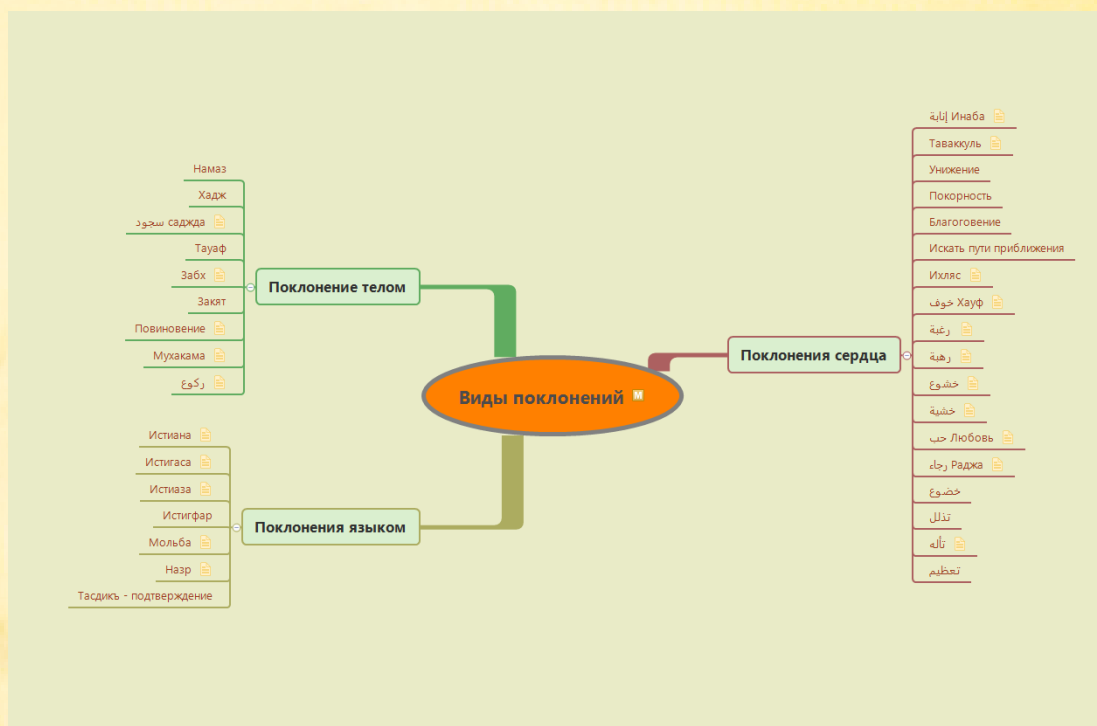 Виды поклонений
Поклонение телом
Намаз
Хадж
саджда سجود
Тауаф
Забх
Закят
Повиновение
Мухакама
ركوع
Поклонения языком
Истиана
Истигаса
Истиаза
Истигфар
Мольба
Назр
Тасдикъ - подтверждение
Поклонения сердца
Инаба إنابة
Таваккуль
Унижение
Покорность
Благоговение
Искать пути приближения
Ихляс
Хауф خوف
رغبة
رهبة
خشوع
خشية
Любовь حب
Раджа رجاء
خضوع
تذلل
تأله
تعظيم